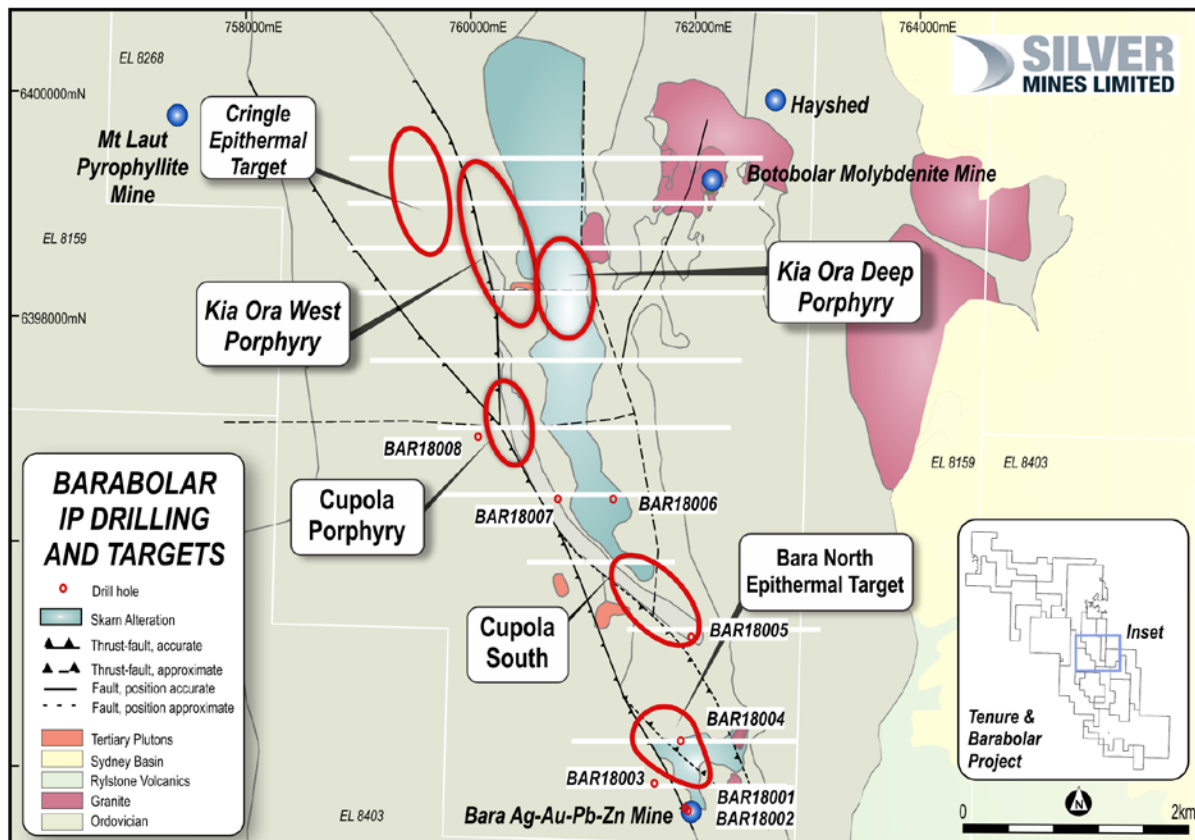 758000mE
760000mE
762000mE
764000mE
EL 8268
SILVER
MINES LIMITED
6400000mN
Cringle
Epithermal
Target
Hayshed
Mt Laut
Pyrophyllite
Mine
Botobolar Molybdenite Mine
EL 8159
Kia Ora Deep
Porphyry
Kia Ora West
Porphyry
6398000mN
BAR18008
EL 8159
EL 8403
BARABOLAR
IP DRILLING
AND TARGETS
Drill hole
Skarn Alteration
Thrust-fault, accurate
Thrust-fault, approximate
Fault, position accurate
Fault, position approximate
Tertiary Plutons
Sydney Basin
Rylstone Volcanics
Granite
Ordovician
Cupola
Porphyry
BAR18007
BAR18006
Bara North
Epithermal Target
Cupola
South
BAR18005
BAR18004
BAR18003
BAR18001
BAR18002
Bara Ag-Au-Pb-Zn Mine
EL 8403
Inset
Tenure &
Barabolar
Project
0
N
2km